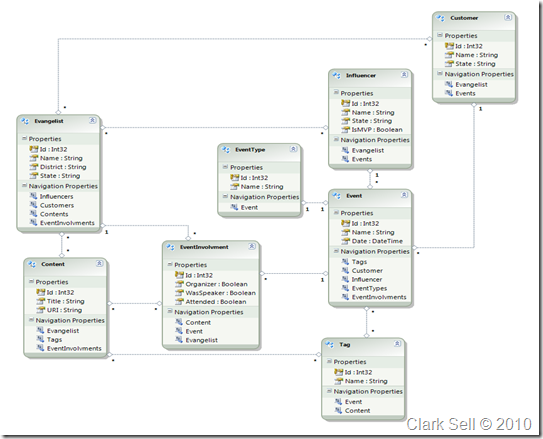 Customer
Properties
Id : Int32
Name : String
State : String
Navigation Properties
Evangelist
Events
*
*
1
Influencer
Properties
Id : Int32
Name : String
State : String
IsMVP : Boolean
Navigation Properties
Evangelist
Events
*
*
1
*
Evangelist
Properties
Id : Int32
Name : String
District : String
State : String
Navigation Properties
Influencers
Customers
Contents
EventInvolvments
1
*
*
*
EventType
Properties
Id : Int32
Name : String
Navigation Properties
Event
1
1
Event
Properties
Id : Int32
Name : String
Date : DateTime
Navigation Properties
Tags
Customer
Influencer
EventTypes
EventInvolvments
*
1
*
*
EventInvolvment
Properties
Id : Int32
Organizer : Boolean
WasSpeaker : Boolean
Attended : Boolean
Navigation Properties
Content
Event
Evangelist
*
*
Content
Properties
Id : Int32
Title : String
URI : String
Navigation Properties
Evangelist
Tags
EventInvolvments
*
*
*
Tag
Properties
Id : Int32
Name : String
Navigation Properties
Event
Content
*
Clark Sell © 2010